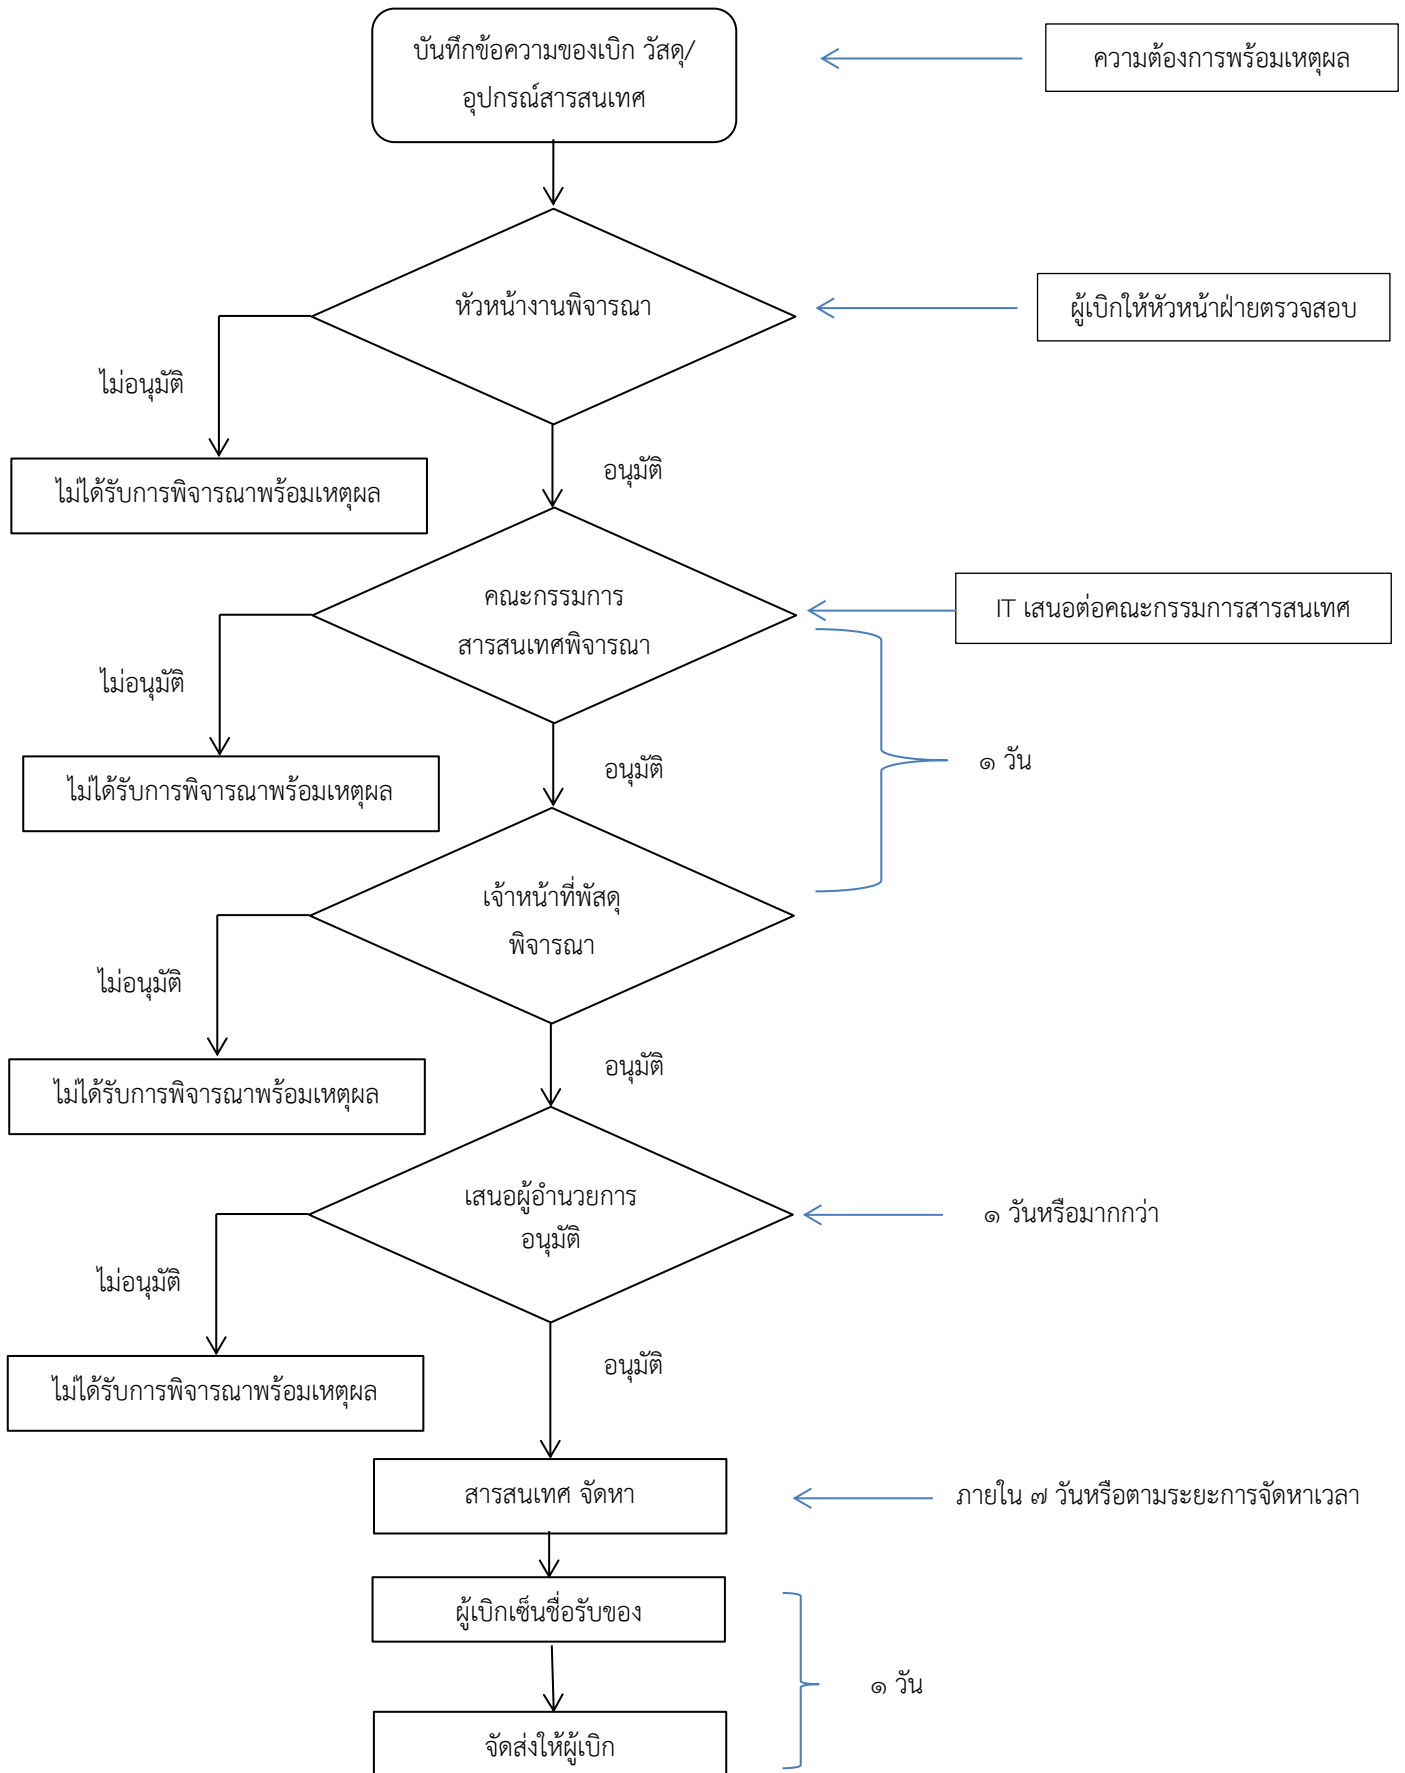 บันทึกข้อความของเบิก วัสดุ/
อุปกรณ์สารสนเทศ
ความต้องการพร้อมเหตุผล
หัวหน้างานพิจารณา
ผู้เบิกให้หัวหน้าฝ่ายตรวจสอบ
ไม่อนุมัติ
ไม่ได้รับการพิจารณาพร้อมเหตุผล
อนุมัติ
คณะกรรมการ
สารสนเทศพิจารณา
IT เสนอต่อคณะกรรมการสารสนเทศ
ไม่อนุมัติ
ไม่ได้รับการพิจารณาพร้อมเหตุผล
อนุมัติ
๑ วัน
เจ้าหน้าที่พัสดุ
พิจารณา
ไม่อนุมัติ
ไม่ได้รับการพิจารณาพร้อมเหตุผล
อนุมัติ
เสนอผู้อำนวยการ
อนุมัติ
๑ วันหรือมากกว่า
ไม่อนุมัติ
ไม่ได้รับการพิจารณาพร้อมเหตุผล
อนุมัติ
สารสนเทศ จัดหา
ภายใน ๗ วันหรือตามระยะการจัดหาเวลา
ผู้เบิกเซ็นชื่อรับของ
๑ วัน
จัดส่งให้ผู้เบิก